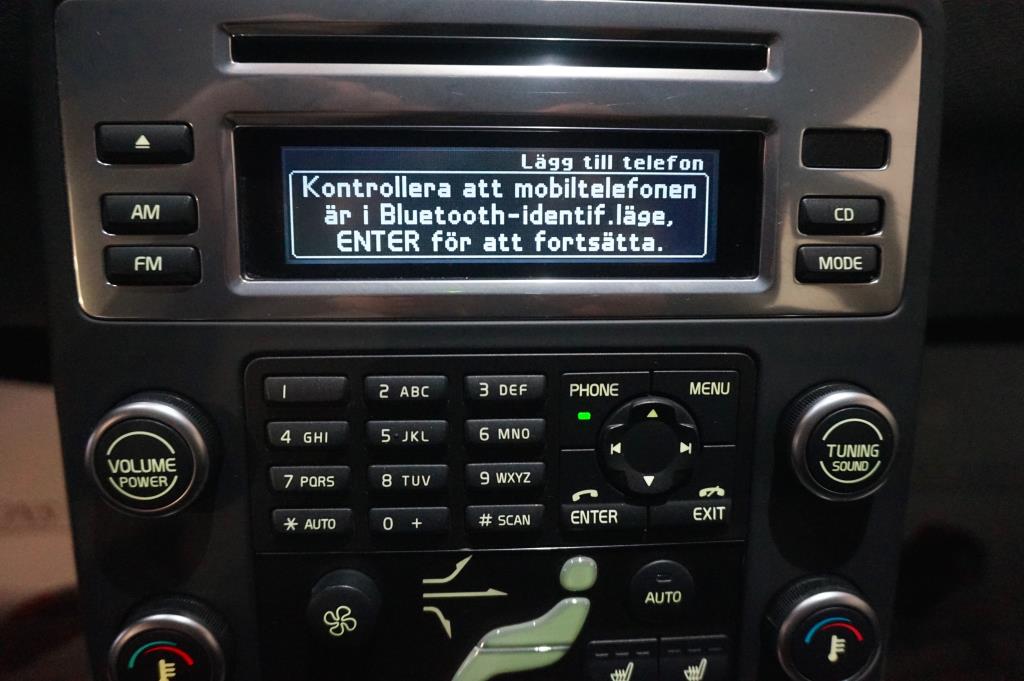 Lägg till telefon
Kontrollera att mobiltelefonen
är i Bluetooth-identif.läge,
ENTER för att fortsätta.
AM
CD
FM
MODE
1
2 ABC
3 DEF
PHONE
MENU
4 GHI
5 JKL
6 MNO
VOLUME
POWER
TUNING
SOUND
7 PQRS
8 TUV
9 WXYZ
* AUTO
0 +
# SCAN
ENTER
EXIT
AUTO